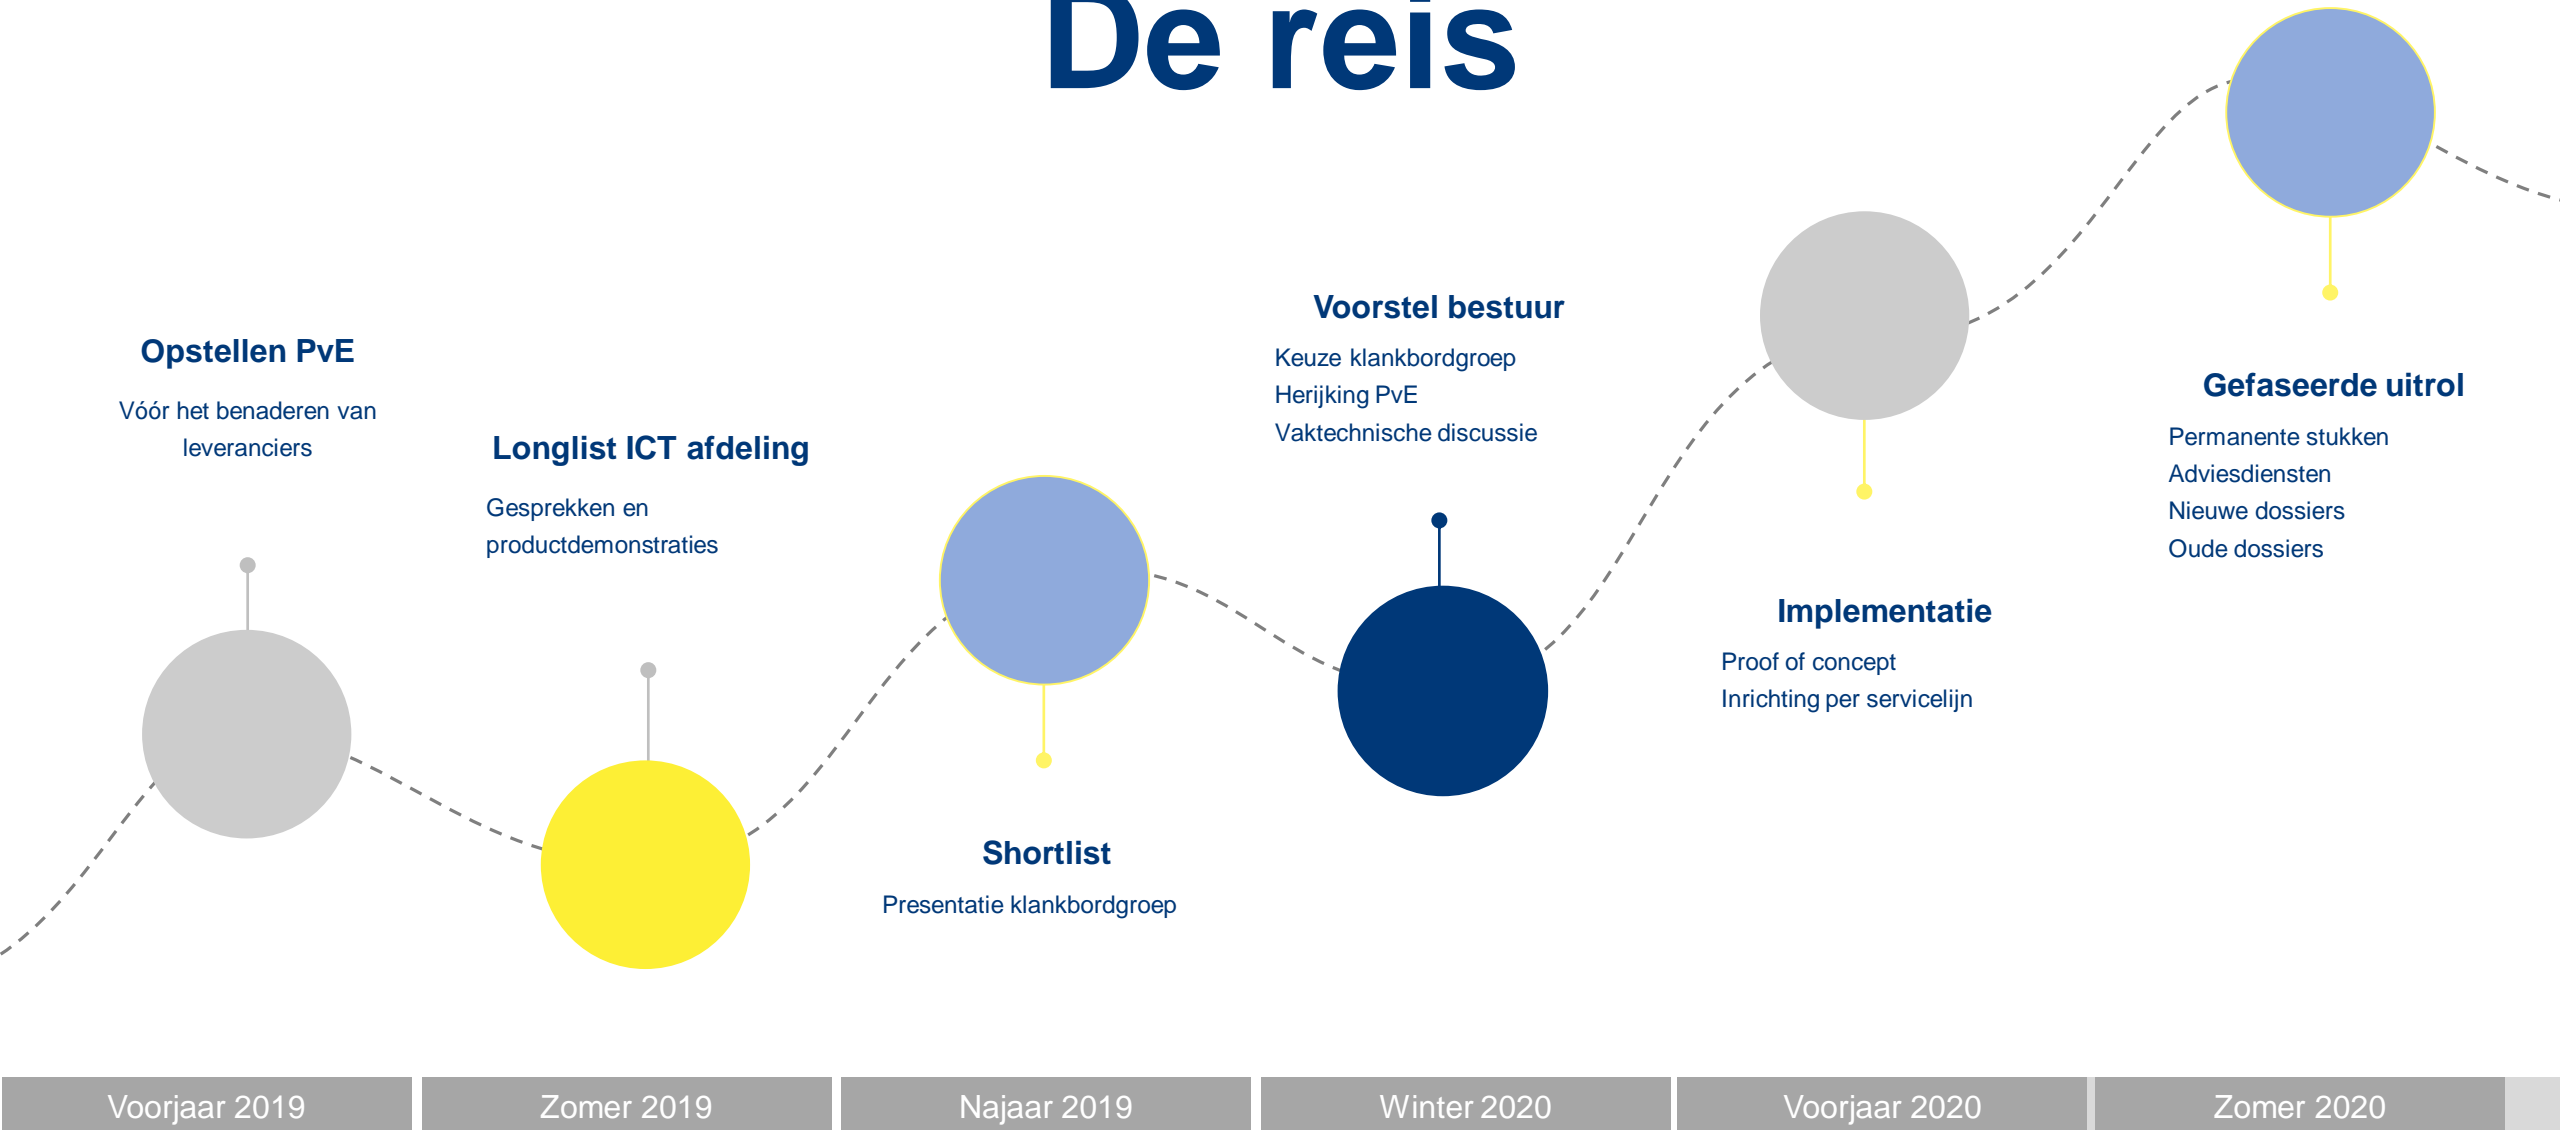 De reis
Opstellen PvE
Vóór het benaderen van
leveranciers
Longlist ICT afdeling
Gesprekken en
productdemonstraties
Shortlist
Presentatie klankbordgroep
Voorstel bestuur
Keuze klankbordgroep
Herijking PvE
Vaktechnische discussie
Implementatie
Proof of concept
Inrichting per servicelijn
Gefaseerde uitrol
Permanente stukken
Adviesdiensten
Nieuwe dossiers
Oude dossiers
Voorjaar 2019
Zomer 2019
Najaar 2019
Winter 2020
Voorjaar 2020
Zomer 2020